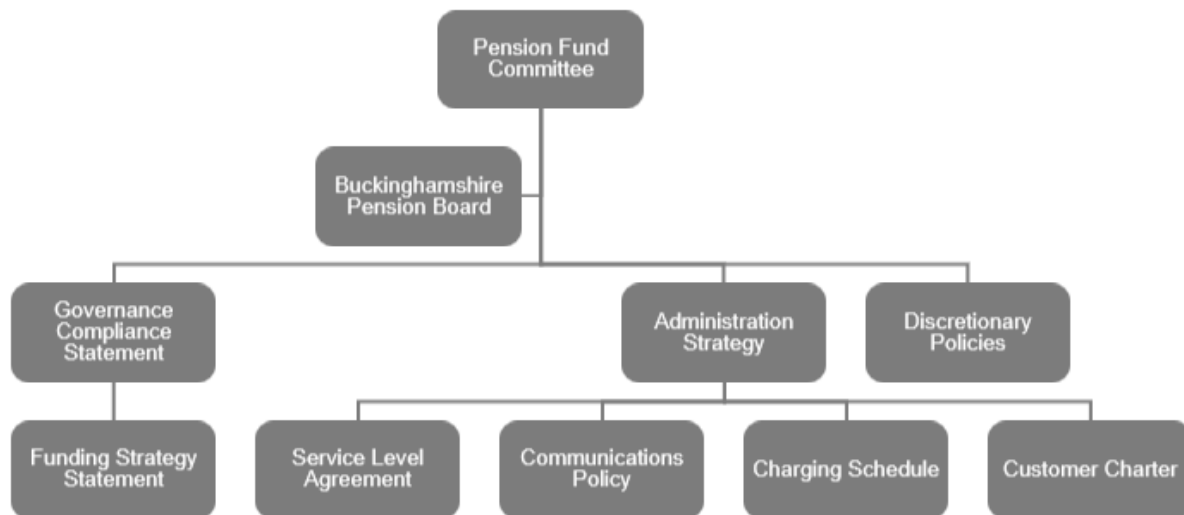 Pension Fund
Committee
Buckinghamshire
Pension Board
Governance
Compliance
Statement
Administration
Strategy
Discretionary
Policies
Funding Strategy
Statement
Service Level
Agreement
Communications
Policy
Charging Schedule
Customer Charter